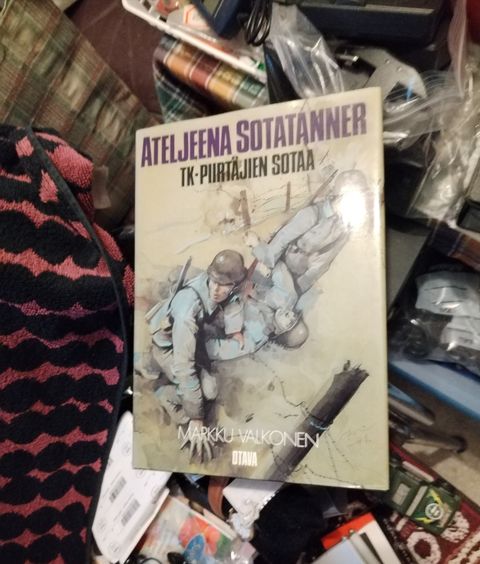 ATELJEENA SOTATANNER
TK-PIIRTÄJIEN SOTAA
MARKKU VALKONEN
OTAVA